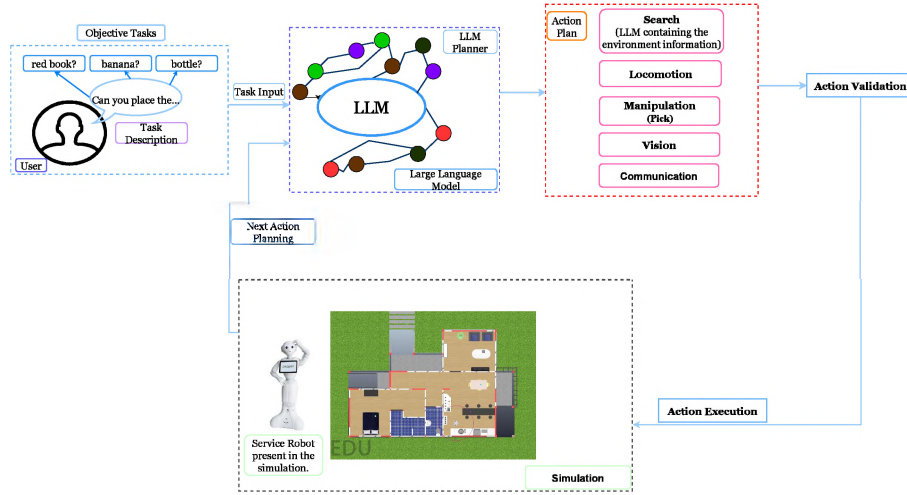 Objective Tasks
red book?
banana?
bottle?
Can you place the...
Task
Description
User
Task Input
LLM
Planner
LLM
Large Language
Model
Action
Plan
Search
(LLM containing the
environment information)
Locomotion
Manipulation
(Pick)
Vision
Communication
Action Validation
Next Action
Planning
Action Execution
Service Robot
present in the
simulation.
EDU
Simulation